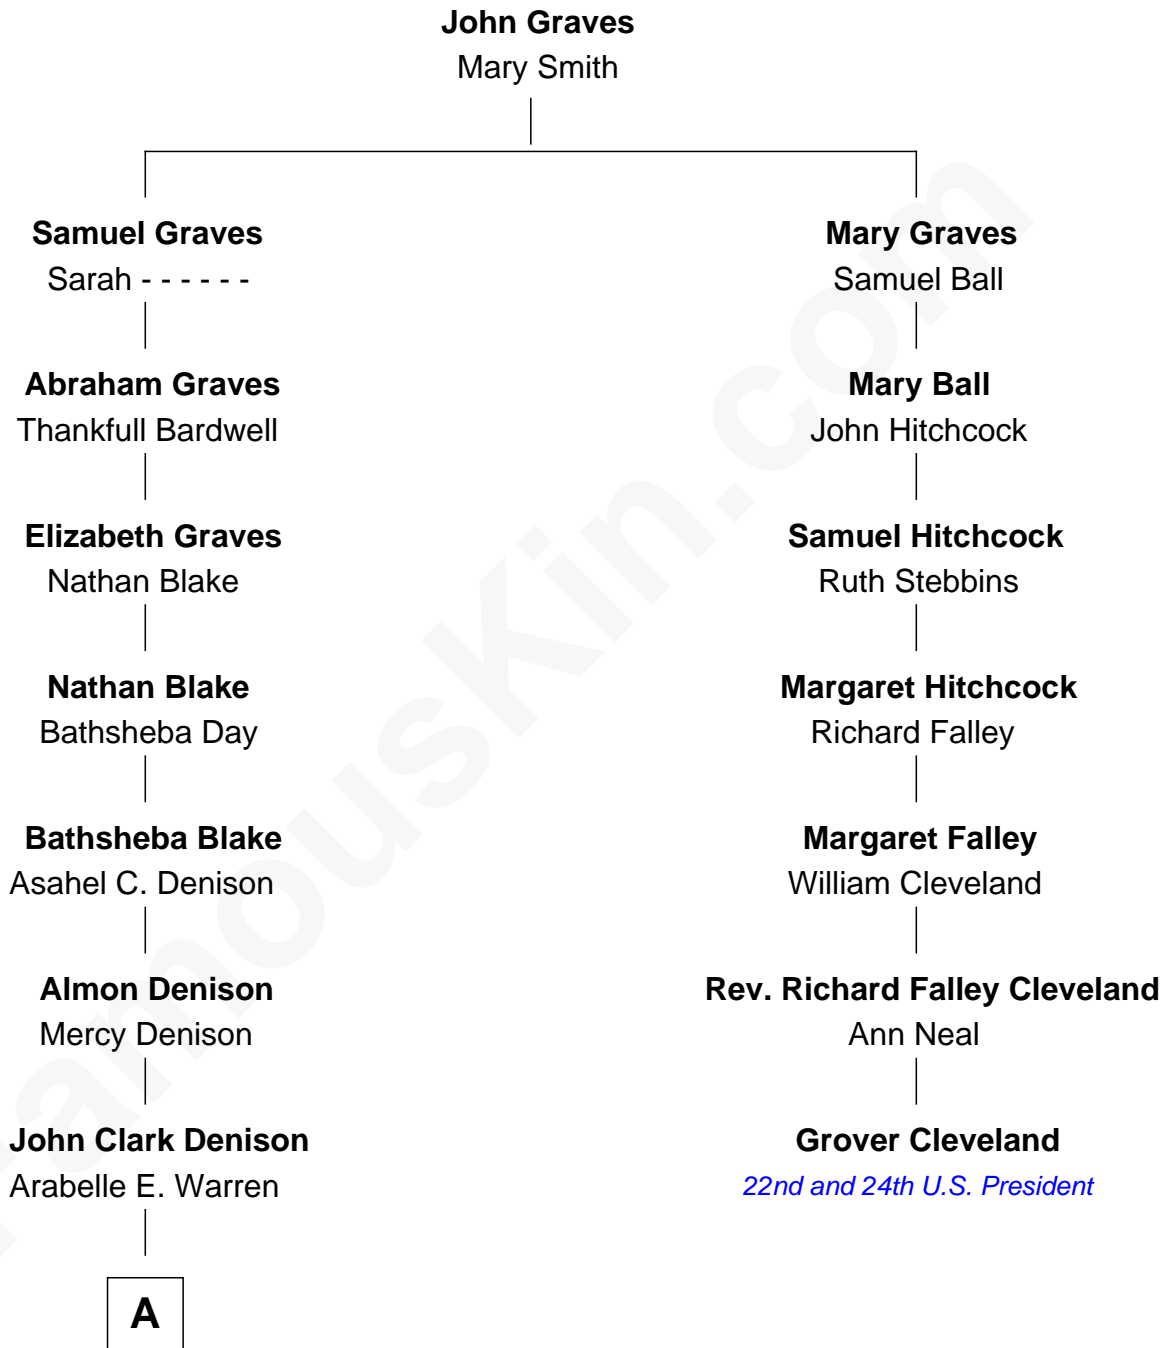 John Graves
Mary Smith
Samuel Graves
Sarah - - - - - -
Mary Graves
Samuel Ball
Abraham Graves
Thankfull Bardwell
Mary Ball
John Hitchcock
Elizabeth Graves
Nathan Blake
Samuel Hitchcock
Ruth Stebbins
Nathan Blake
Bathsheba Day
Margaret Hitchcock
Richard Falley
Bathsheba Blake
Asahel C. Denison
Margaret Falley
William Cleveland
Almon Denison
Mercy Denison
Rev. Richard Falley Cleveland
Ann Neal
John Clark Denison
Arabelle E. Warren
Grover Cleveland
22nd and 24th U.S. President
A
FamousKin.com